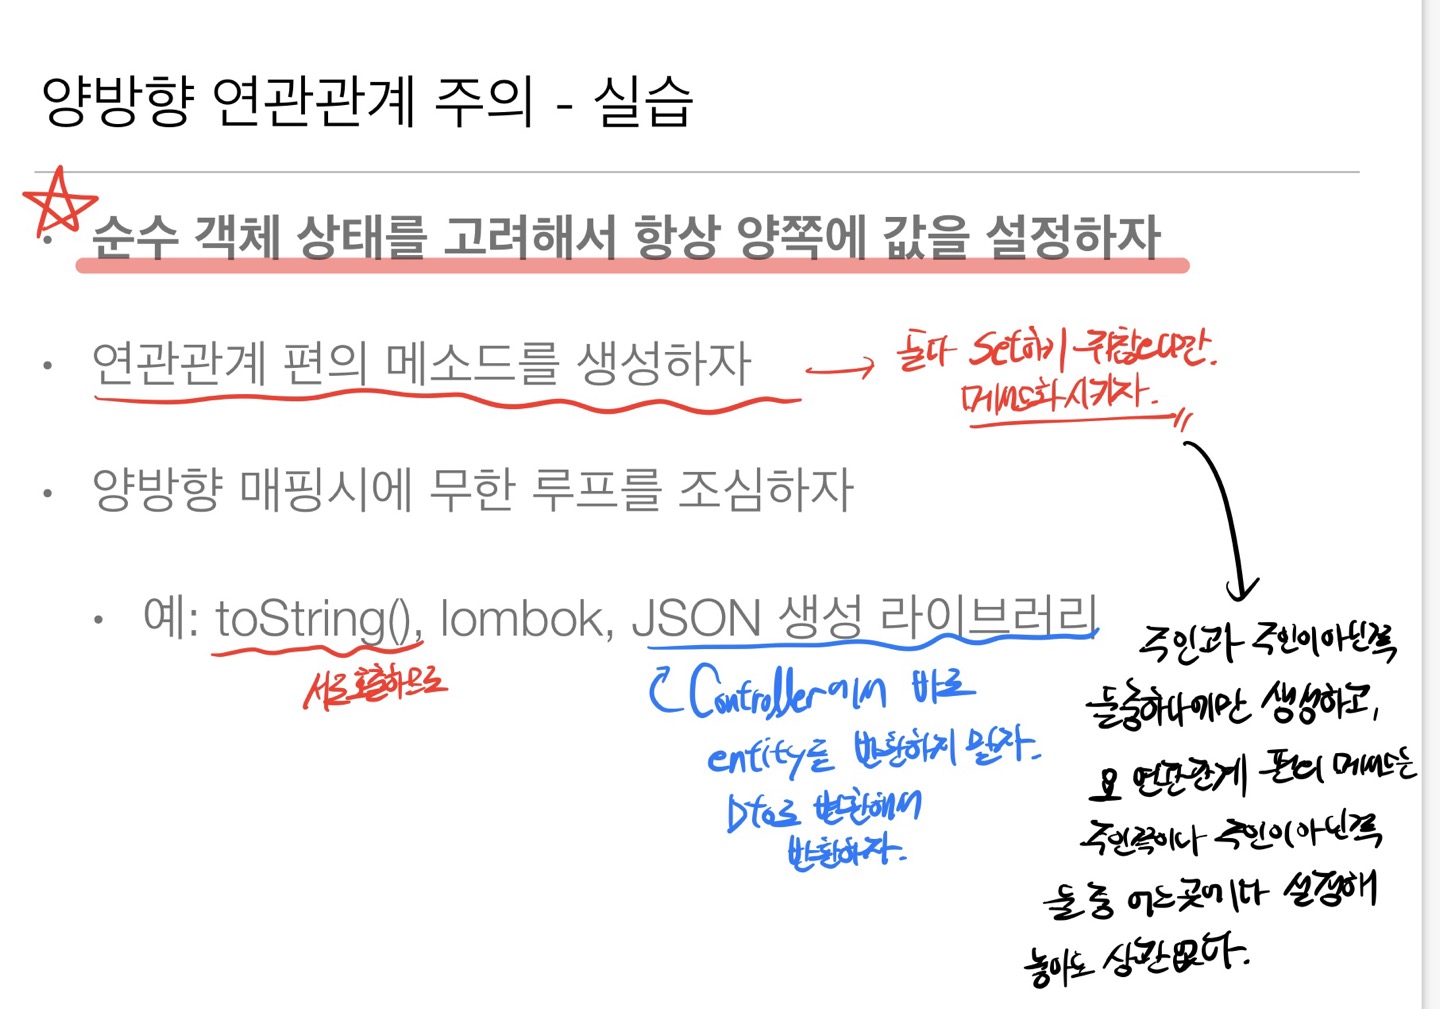 양방향 연관관계 주의 - 실습
• 순수 객체 상태를 고려해서 항상 양쪽에 값을 설정하자
• 연관관계 편의 메소드를 생성하자
→ 둘다 Set하기 귀찮으니깐.
메서드화시키자.
• 양방향 매핑시에 무한 루프를 조심하자
• 예: toString(), lombok, JSON 생성 라이브러리
서로호출하므로
Controller에서 바로
entity를 반환하지 말자.
Dto로 변환해서
반환하자.
주인과 주인이아닌쪽
둘중하나에만 생성하고,
요 연관관계 편의 메서드는
주인쪽이나 주인이아닌쪽
둘 중 어느곳에다 설정해
놓아도 상관없다.